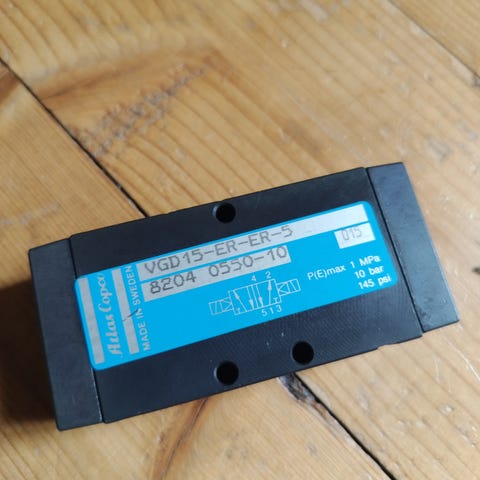 Atlas Copco
MADE IN SWEDEN
VGD15-ER-ER-5
8204 0550-10
015
4 2
5 1 3
P(E)max 1 MPa
10 bar
145 psi